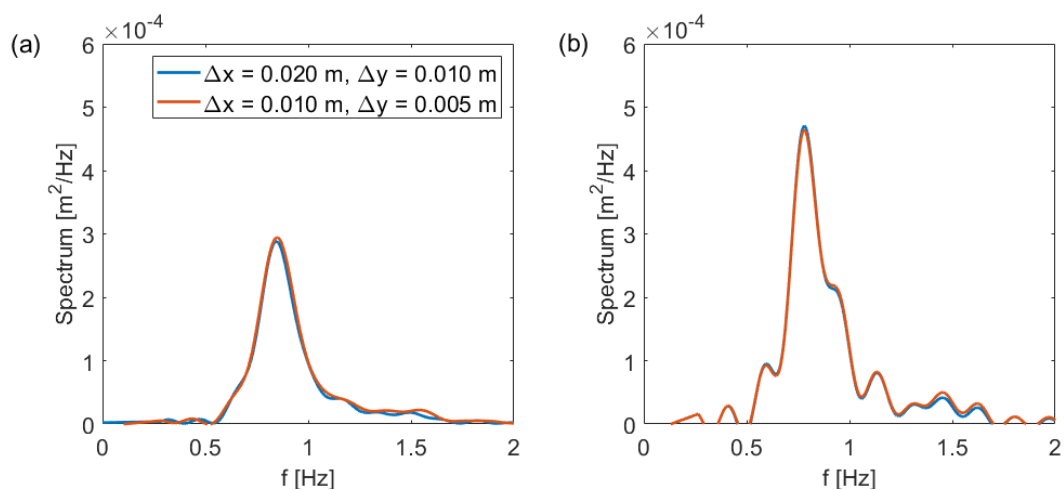 (a)
×10⁻⁴
6
5
4
3
2
1
0
Spectrum [m²/Hz]
Δx = 0.020 m, Δy = 0.010 m
Δx = 0.010 m, Δy = 0.005 m
0 0.5 1 1.5 2
f [Hz]
(b)
×10⁻⁴
6
5
4
3
2
1
0
Spectrum [m²/Hz]
0 0.5 1 1.5 2
f [Hz]